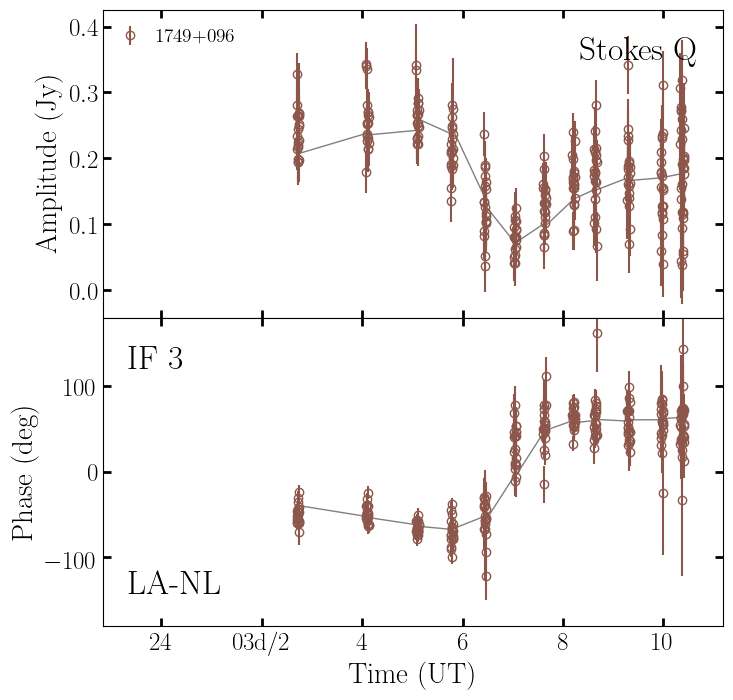 0.4
1749+096
Stokes Q
0.3
0.2
0.1
0.0
Amplitude (Jy)
IF 3
100
0
−100
Phase (deg)
LA-NL
24 03d/2 4 6 8 10
Time (UT)